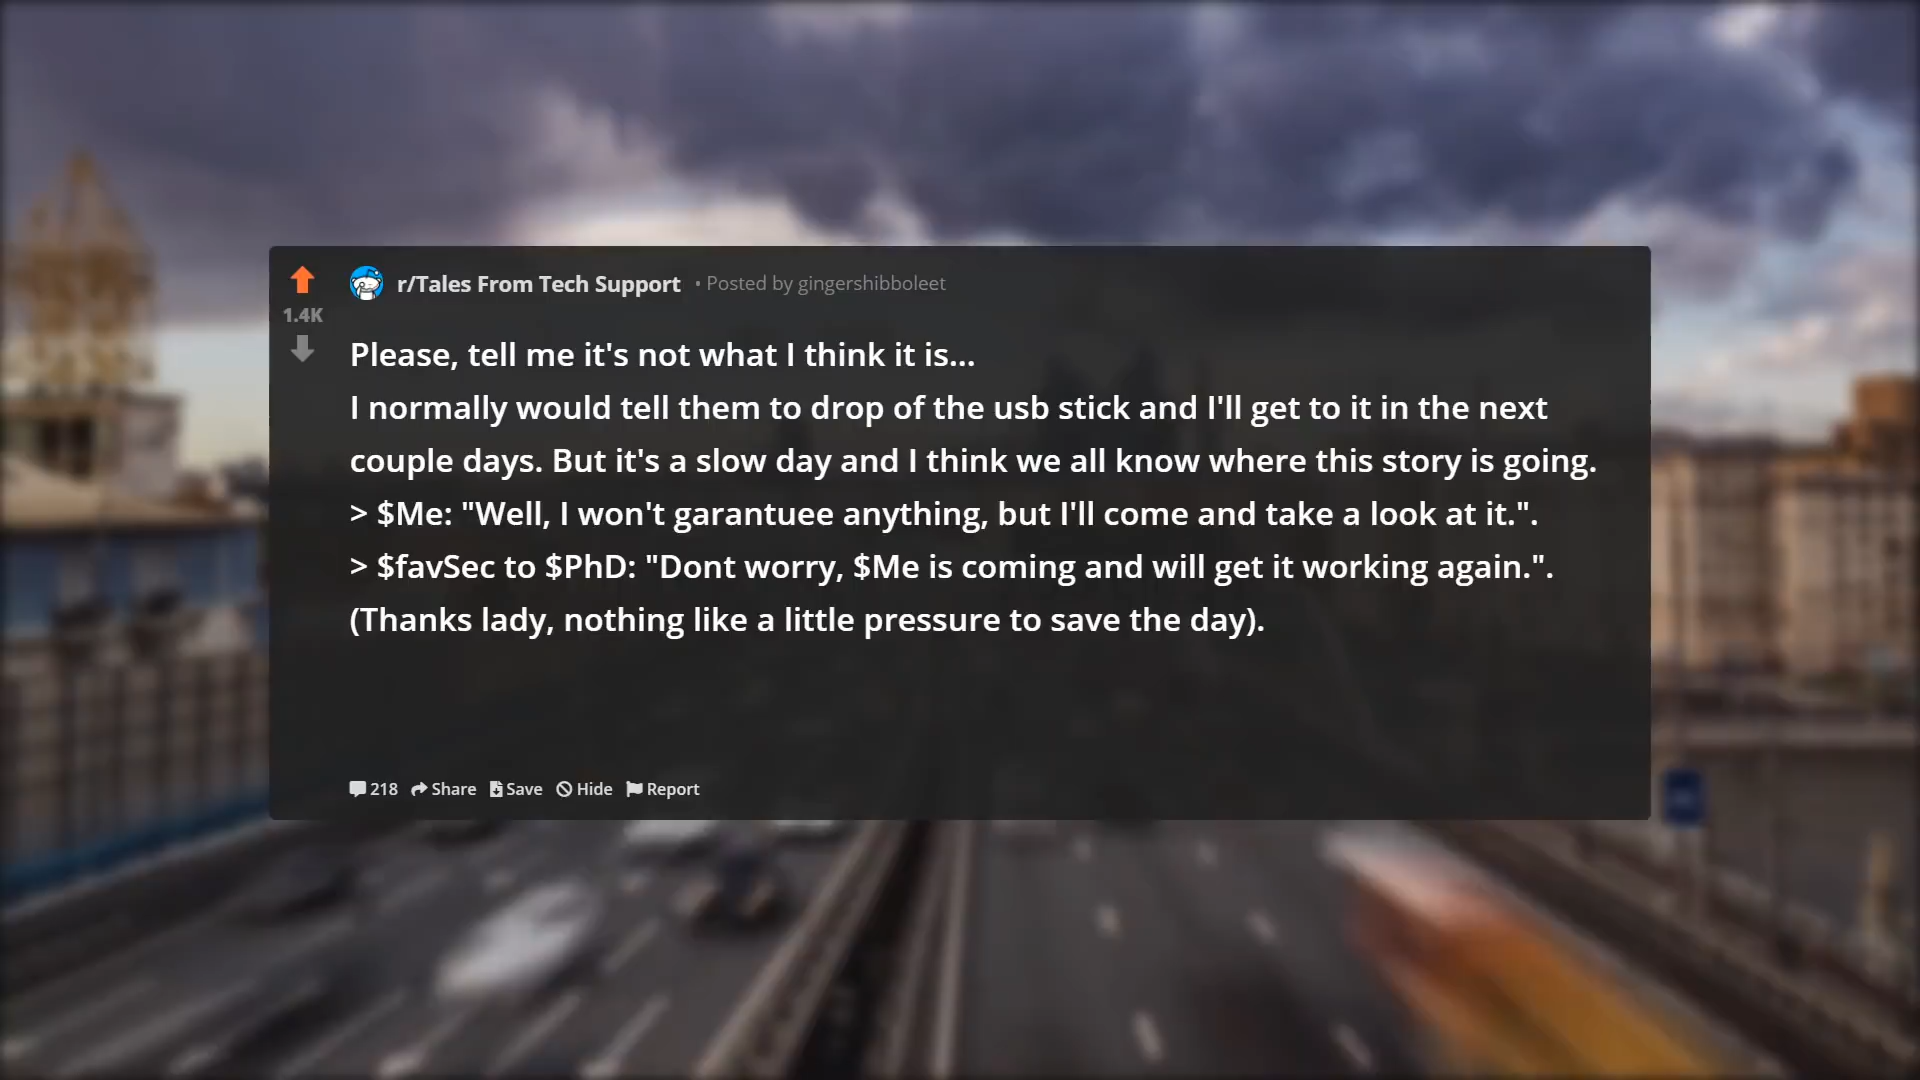 r/Tales From Tech Support • Posted by gingershibboleet
1.4K
Please, tell me it's not what I think it is...
I normally would tell them to drop of the usb stick and I'll get to it in the next
couple days. But it's a slow day and I think we all know where this story is going.
> $Me: "Well, I won't garantuee anything, but I'll come and take a look at it.".
> $favSec to $PhD: "Dont worry, $Me is coming and will get it working again.".
(Thanks lady, nothing like a little pressure to save the day).
218 Share Save Hide Report